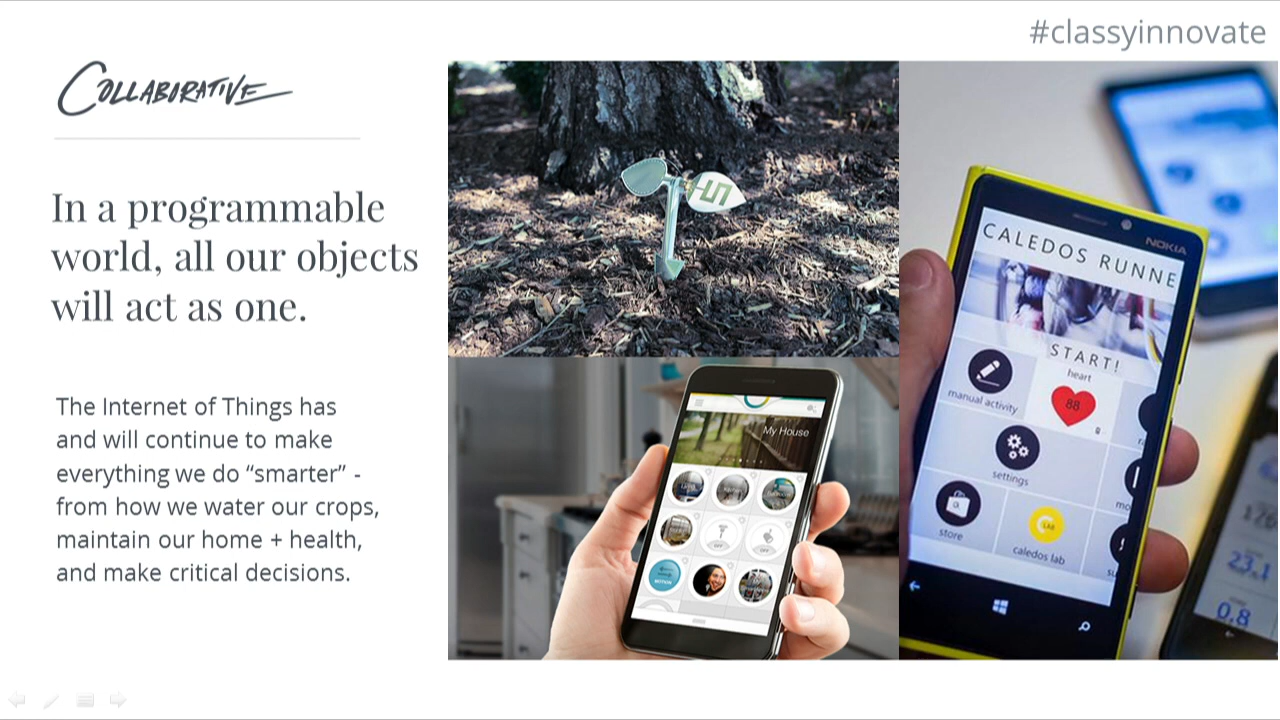 #classyinnovate
COLLABORATIVE
In a programmable
world, all our objects
will act as one.
The Internet of Things has
and will continue to make
everything we do “smarter” -
from how we water our crops,
maintain our home + health,
and make critical decisions.
My House
OFF
OFF
MOTION
NOKIA
CALEDOS RUNNE
START!
manual activity
heart
88
settings
store
caledos lab
23.1
0.8